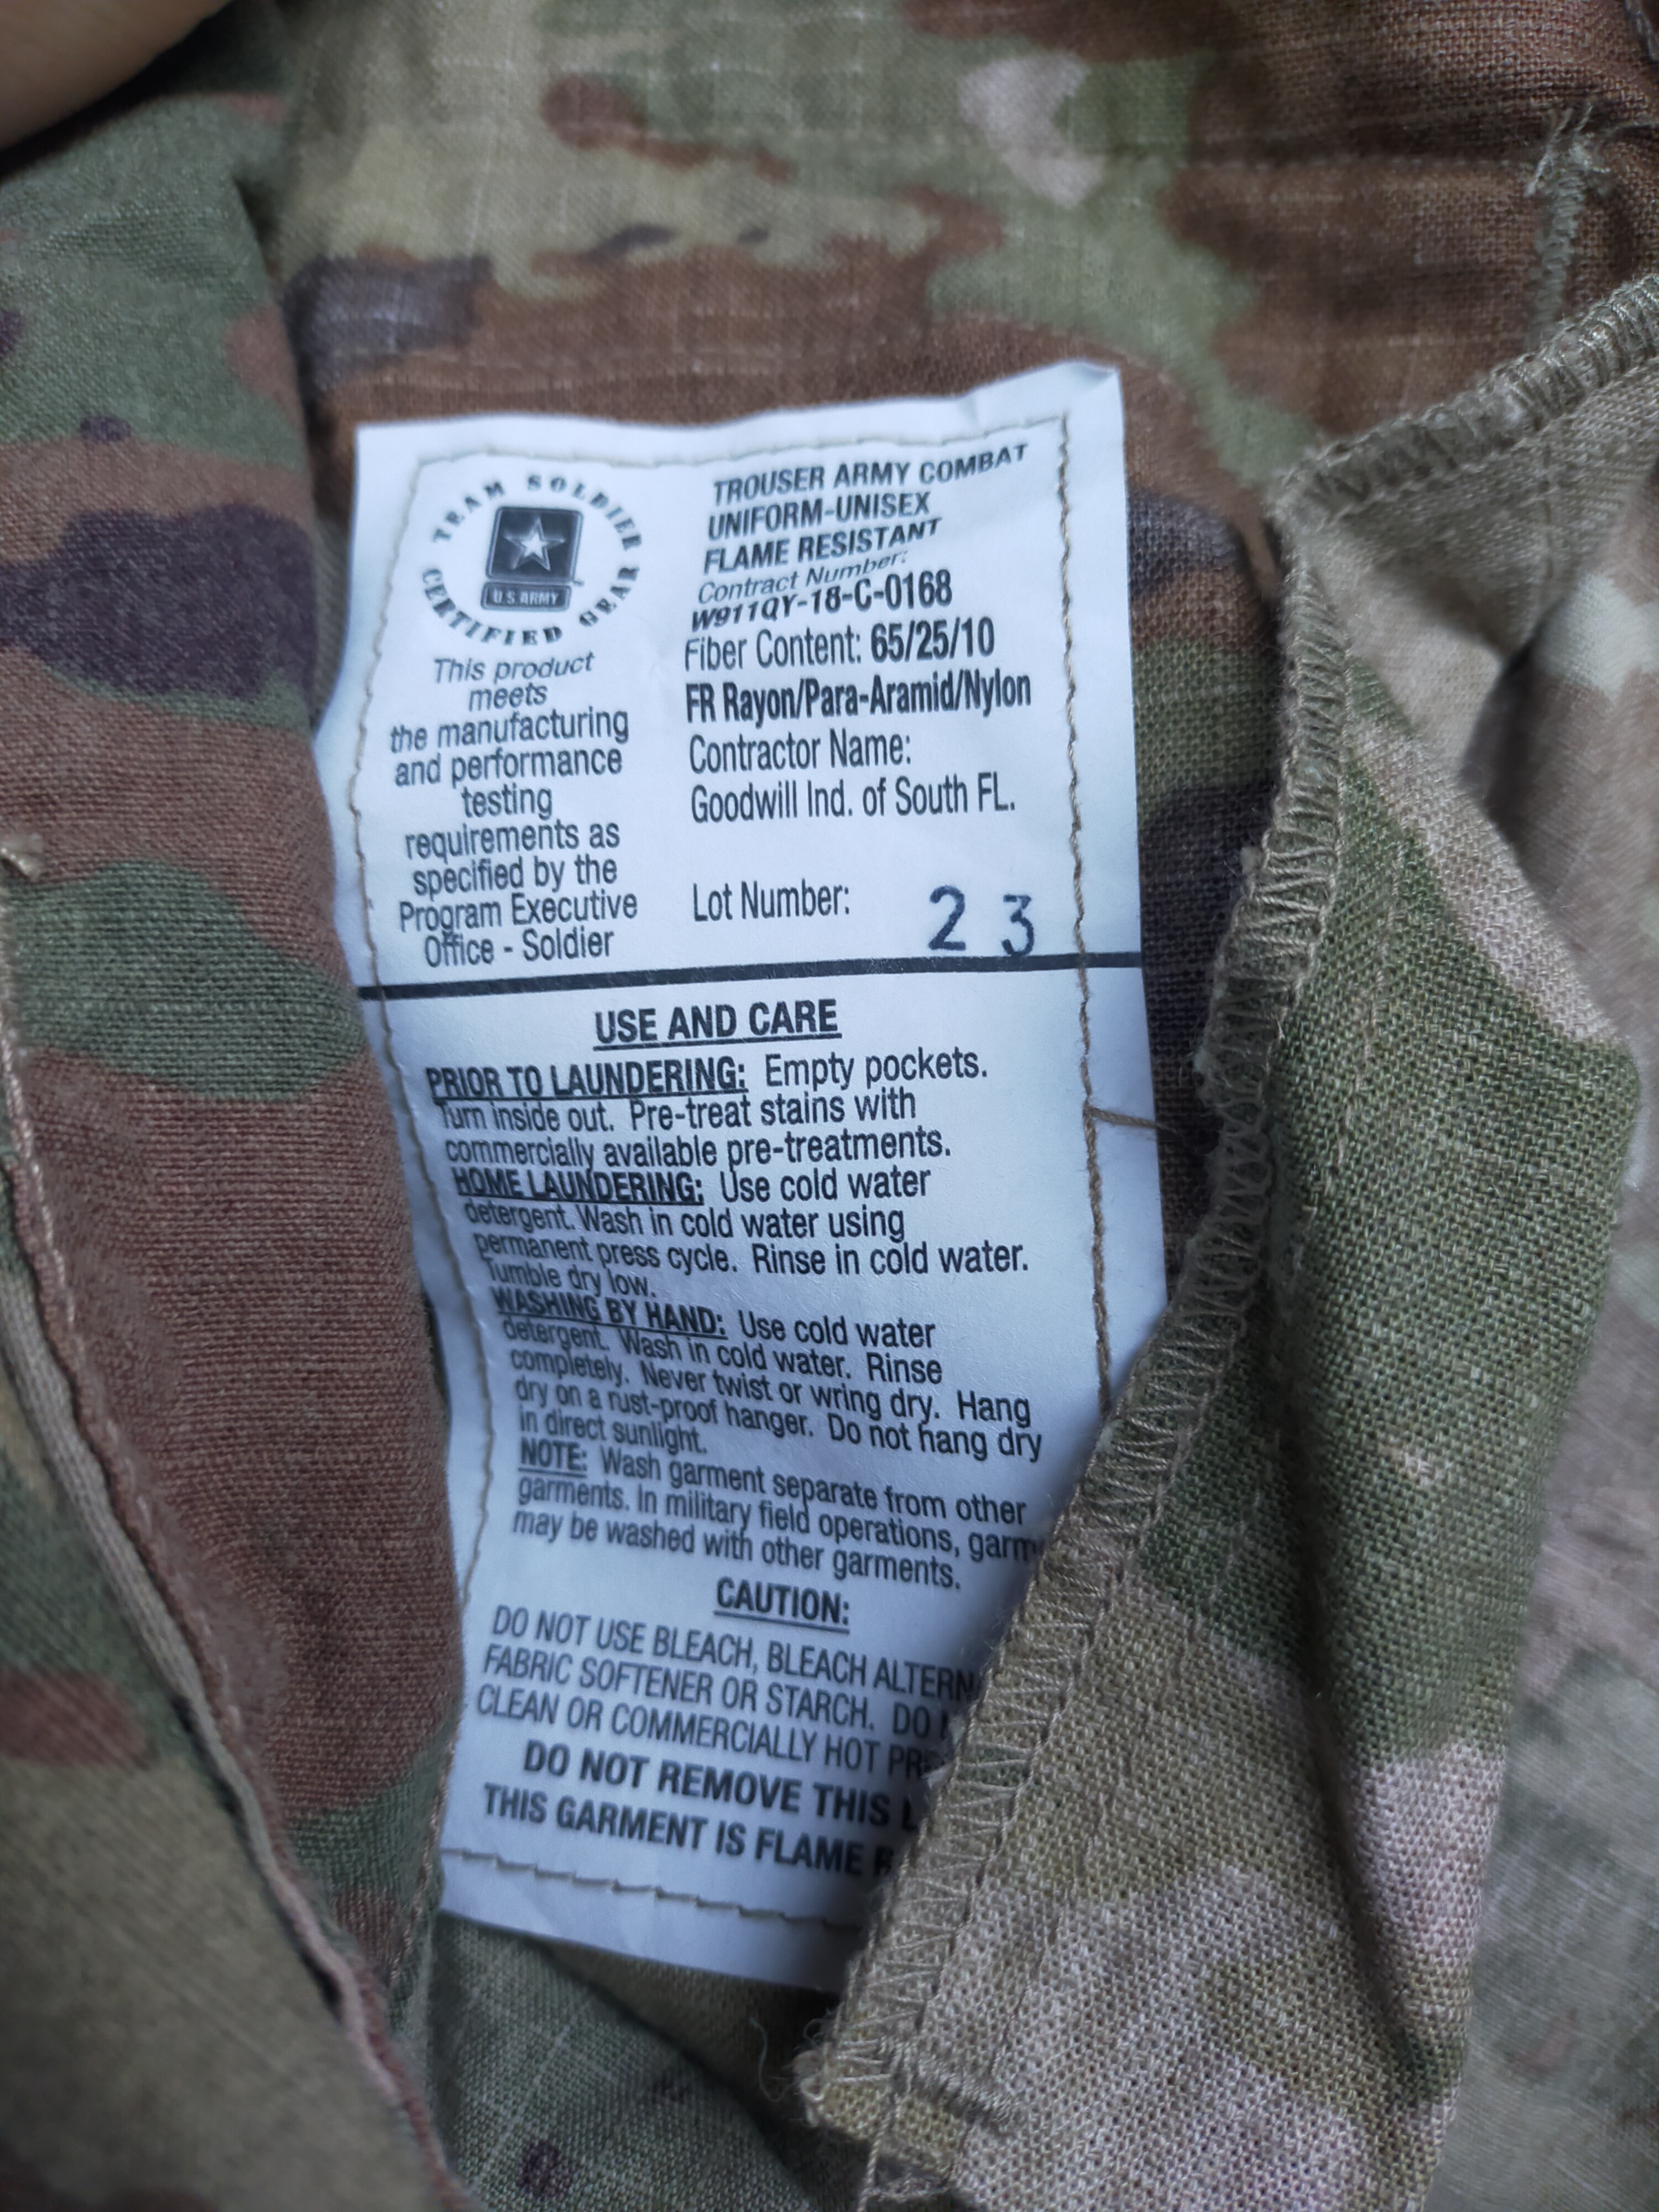 TEAM SOLDIER
CERTIFIED GEAR
U.S. ARMY
This product
meets
the manufacturing
and performance
testing
requirements as
specified by the
Program Executive
Office - Soldier
TROUSER ARMY COMBAT
UNIFORM-UNISEX
FLAME RESISTANT
Contract Number:
W911QY-18-C-0168
Fiber Content: 65/25/10
FR Rayon/Para-Aramid/Nylon
Contractor Name:
Goodwill Ind. of South FL.
Lot Number: 23
USE AND CARE
PRIOR TO LAUNDERING: Empty pockets.
Turn inside out. Pre-treat stains with
commercially available pre-treatments.
HOME LAUNDERING: Use cold water
detergent. Wash in cold water using
permanent press cycle. Rinse in cold water.
Tumble dry low.
WASHING BY HAND: Use cold water
detergent. Wash in cold water. Rinse
completely. Never twist or wring dry. Hang
dry on a rust-proof hanger. Do not hang dry
in direct sunlight.
NOTE: Wash garment separate from other
garments. In military field operations,
may be washed with other garments.
CAUTION:
DO NOT USE BLEACH, BLEACH
FABRIC SOFTENER OR STARCH. DO
CLEAN OR COMMERCIALLY HOT
DO NOT REMOVE THIS
THIS GARMENT IS FLAME